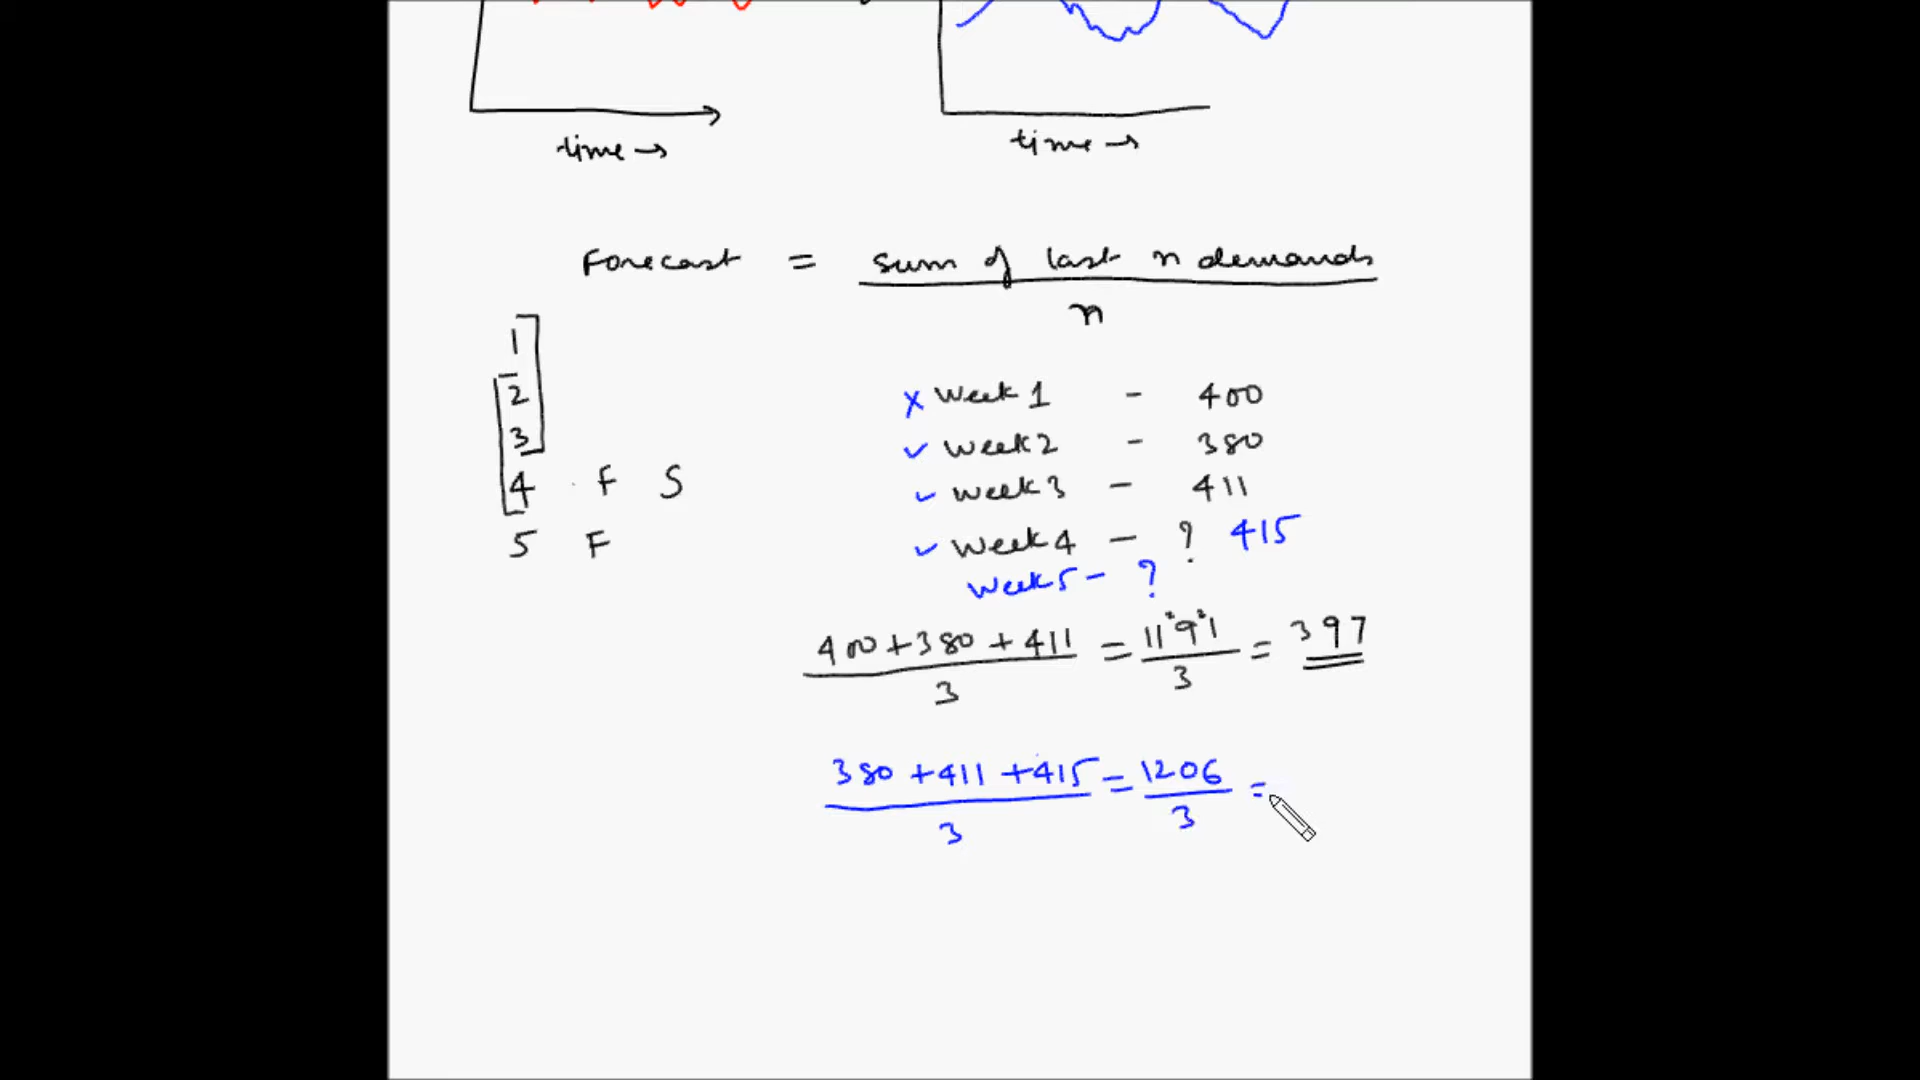 time →
time →
Forecast = sum of last n demands
n
1
2
3
4 F S
5 F
x Week 1 - 400
✓ Week 2 - 380
✓ Week 3 - 411
✓ Week 4 - ? 415
Week 5 - ?
400 + 380 + 411 = 11²9²1 = 397
3 3
380 + 411 + 415 = 1206 =
3 3